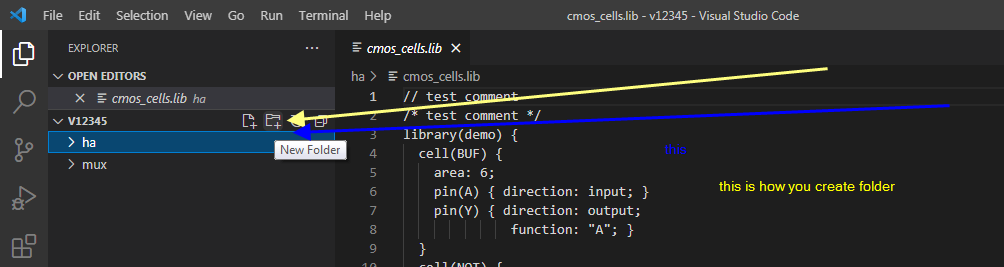 File Edit Selection View Go Run Terminal Help cmos_cells.lib - v12345 - Visual Studio Code
EXPLORER
cmos_cells.lib
OPEN EDITORS
ha > cmos_cells.lib
cmos_cells.lib ha
1 // test comment
V12345
2 /* test comment */
3 library(demo) {
ha
this
New Folder
4 cell(BUF) {
mux
5 area: 6;
6 pin(A) { direction: input; }
this is how you create folder
7 pin(Y) { direction: output;
8 function: "A"; }
9 }
10 cell(NOT) {